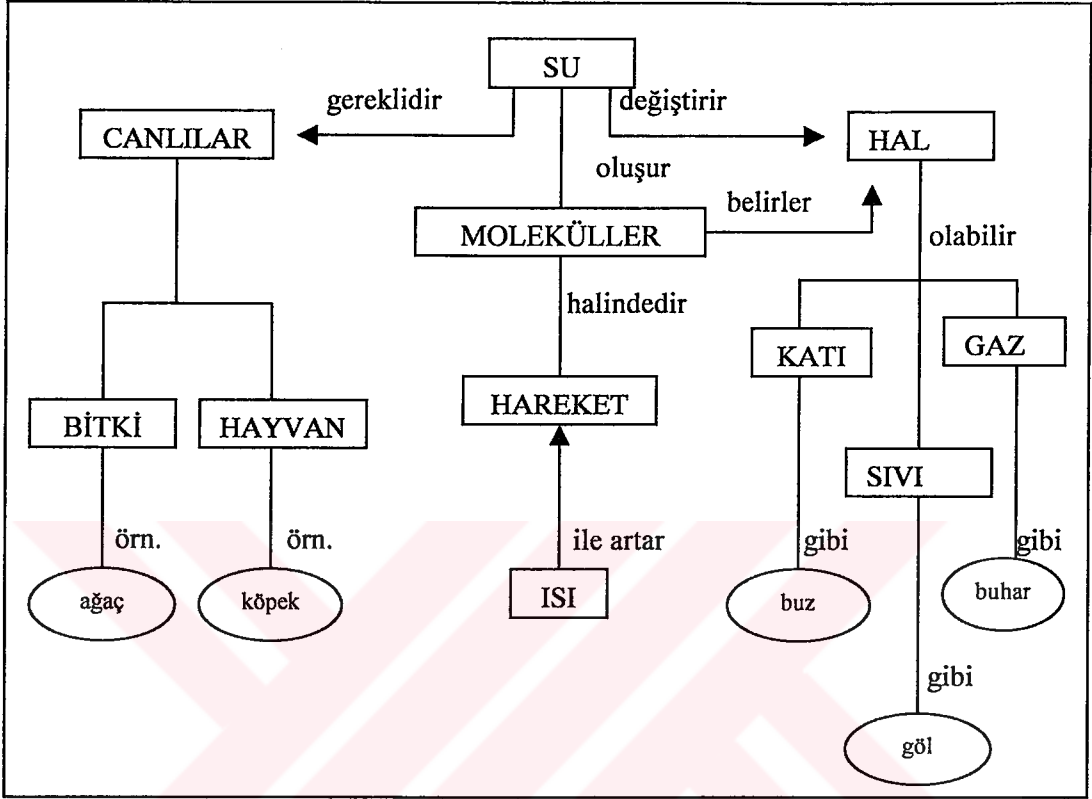 SU
gereklidir
değiştirir
CANLILAR
HAL
oluşur
belirler
MOLEKÜLLER
olabilir
halindedir
KATI
GAZ
HAREKET
BİTKİ
HAYVAN
SIVI
örn.
örn.
ile artar
gibi
gibi
ağaç
köpek
ISI
buz
buhar
gibi
göl